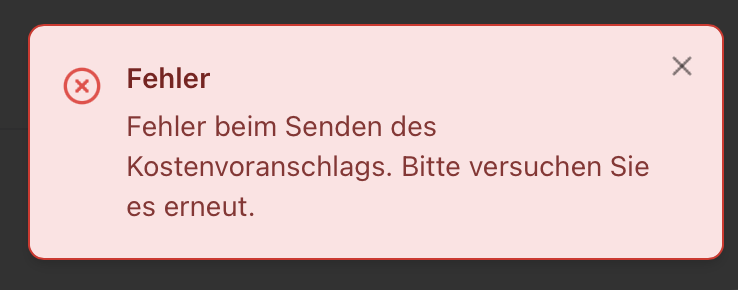 Fehler
Fehler beim Senden des
Kostenvoranschlags. Bitte versuchen Sie
es erneut.